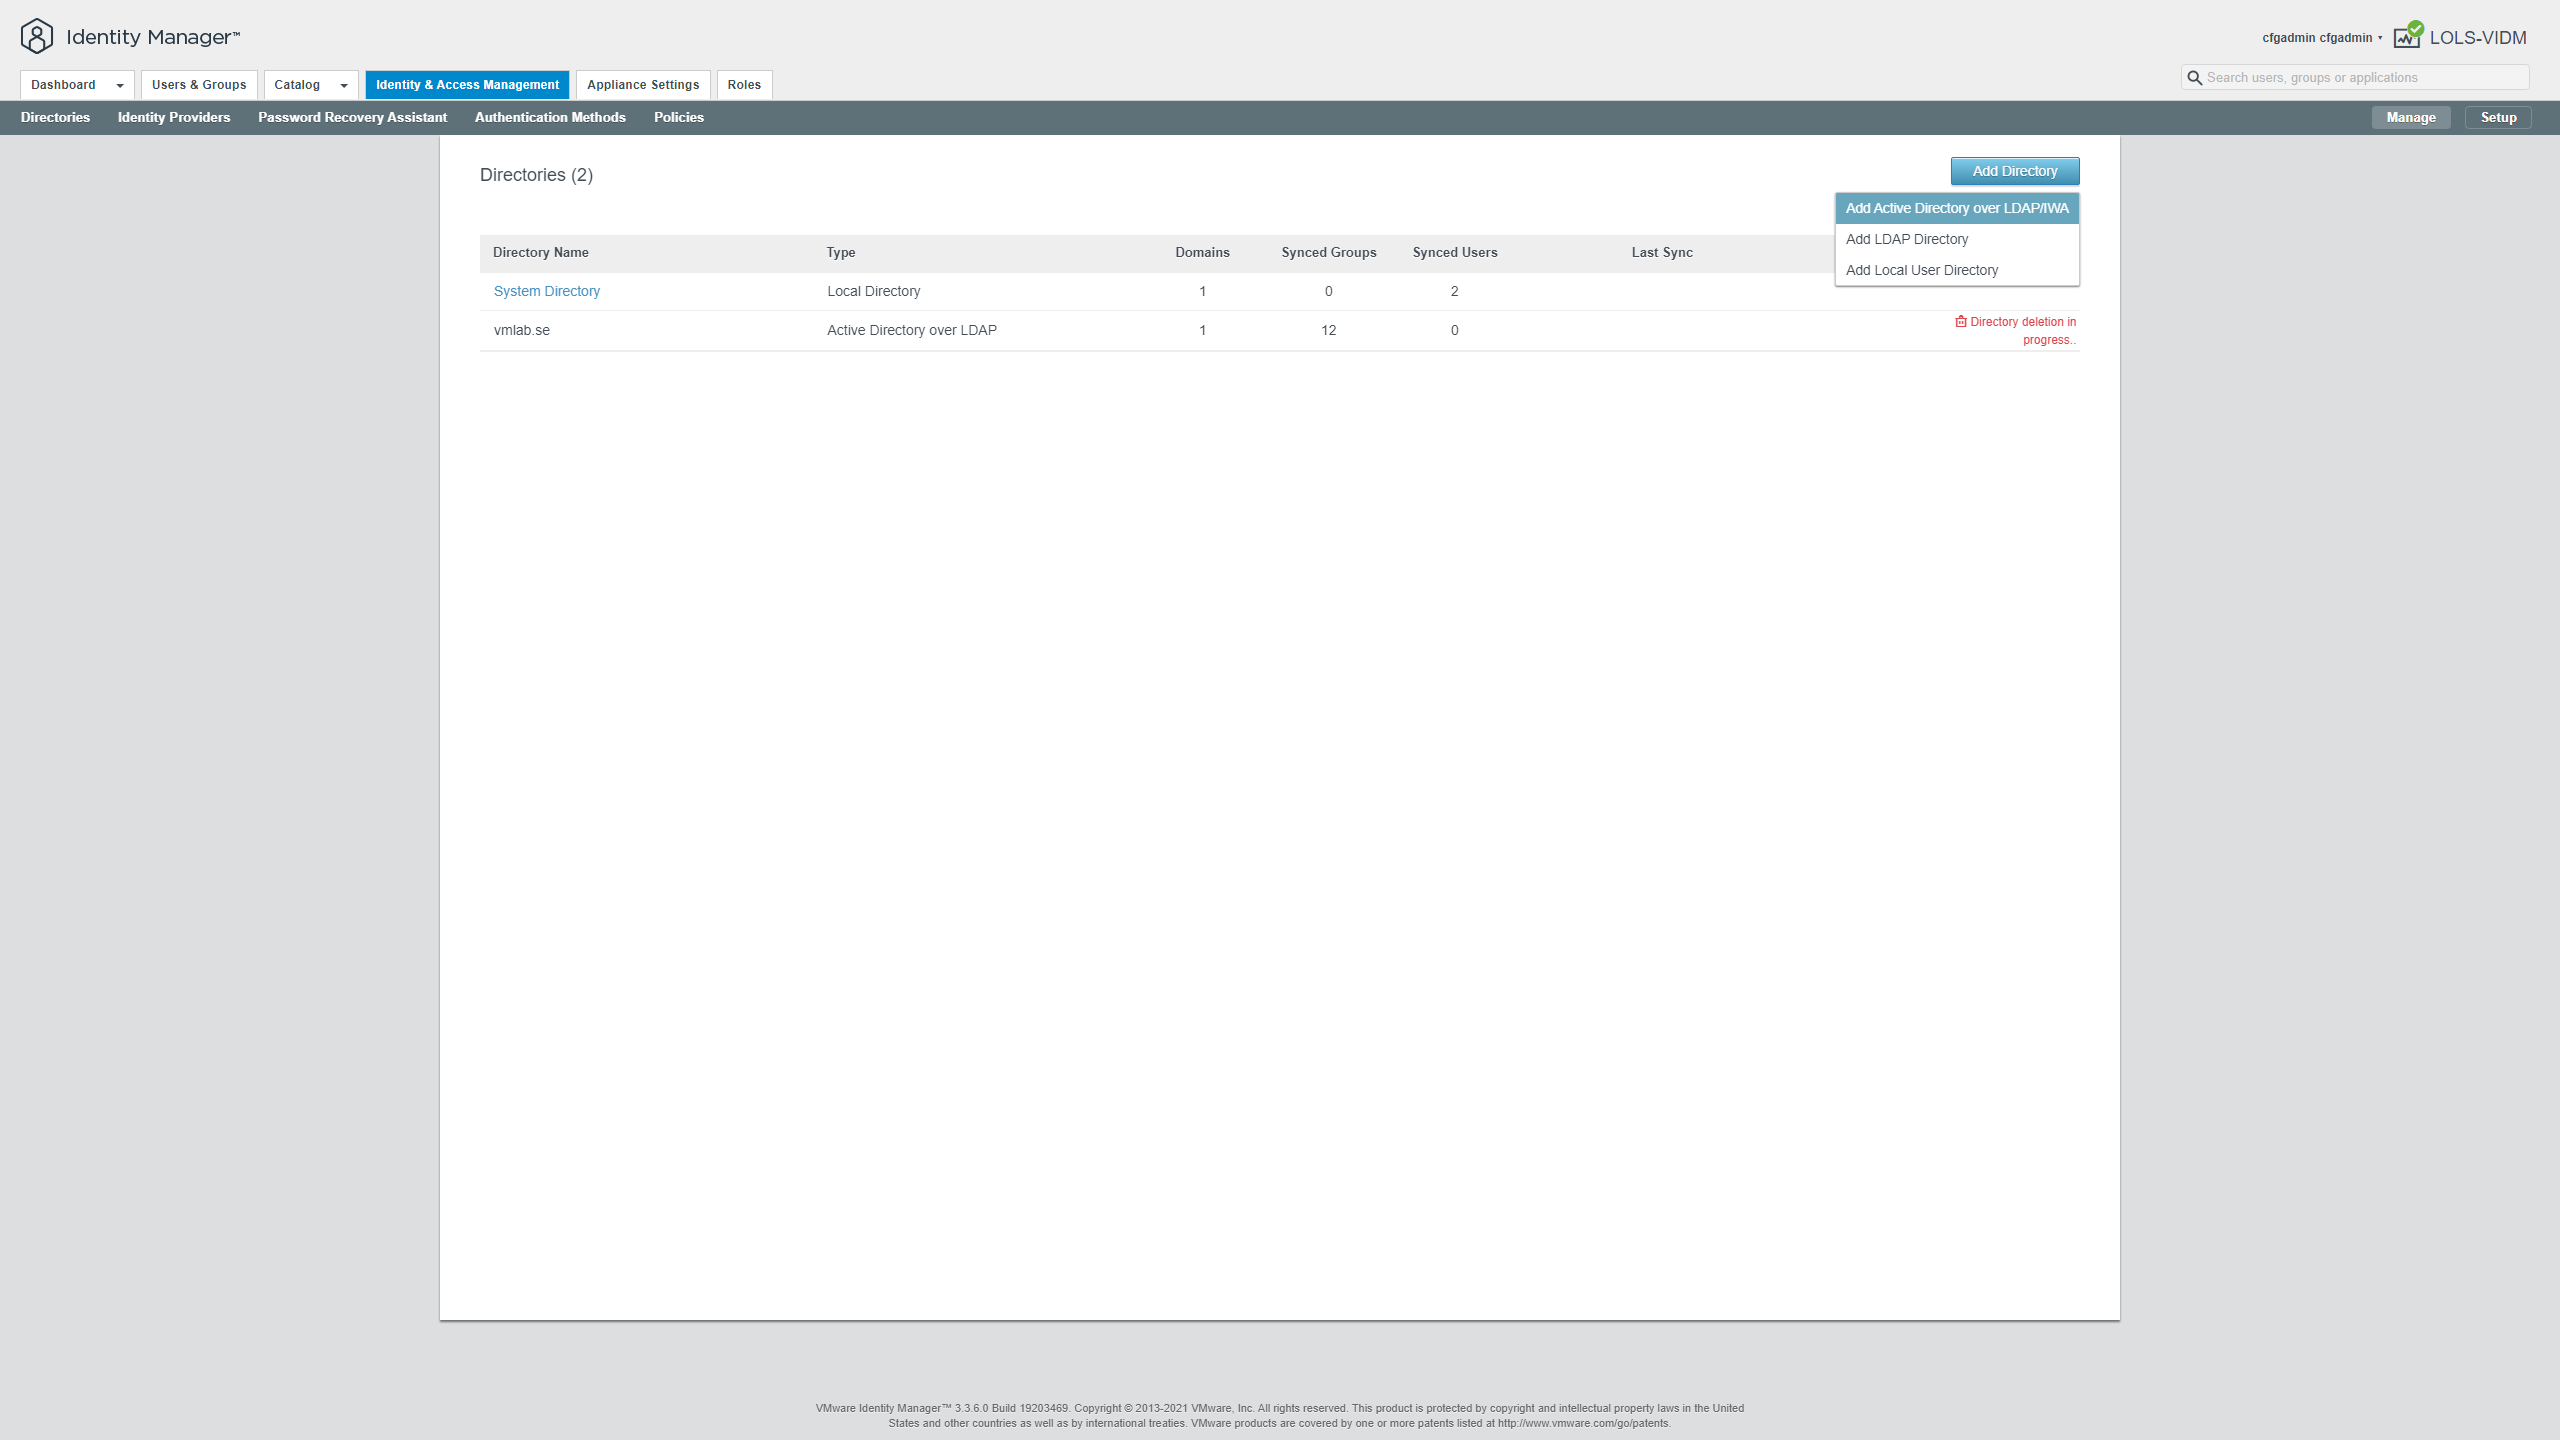 Identity Manager™
cfgadmin cfgadmin
LOLS-VIDM
Dashboard
Users & Groups
Catalog
Identity & Access Management
Appliance Settings
Roles
Search users, groups or applications
Directories
Identity Providers
Password Recovery Assistant
Authentication Methods
Policies
Manage
Setup
Directories (2)
Add Directory
Add Active Directory over LDAP/IWA
Add LDAP Directory
Add Local User Directory
Directory Name
Type
Domains
Synced Groups
Synced Users
Last Sync
System Directory
Local Directory
1
0
2
vmlab.se
Active Directory over LDAP
1
12
0
Directory deletion in
progress..
VMware Identity Manager™ 3.3.6.0 Build 19203469. Copyright © 2013-2021 VMware, Inc. All rights reserved. This product is protected by copyright and intellectual property laws in the United
States and other countries as well as by international treaties. VMware products are covered by one or more patents listed at http://www.vmware.com/go/patents.